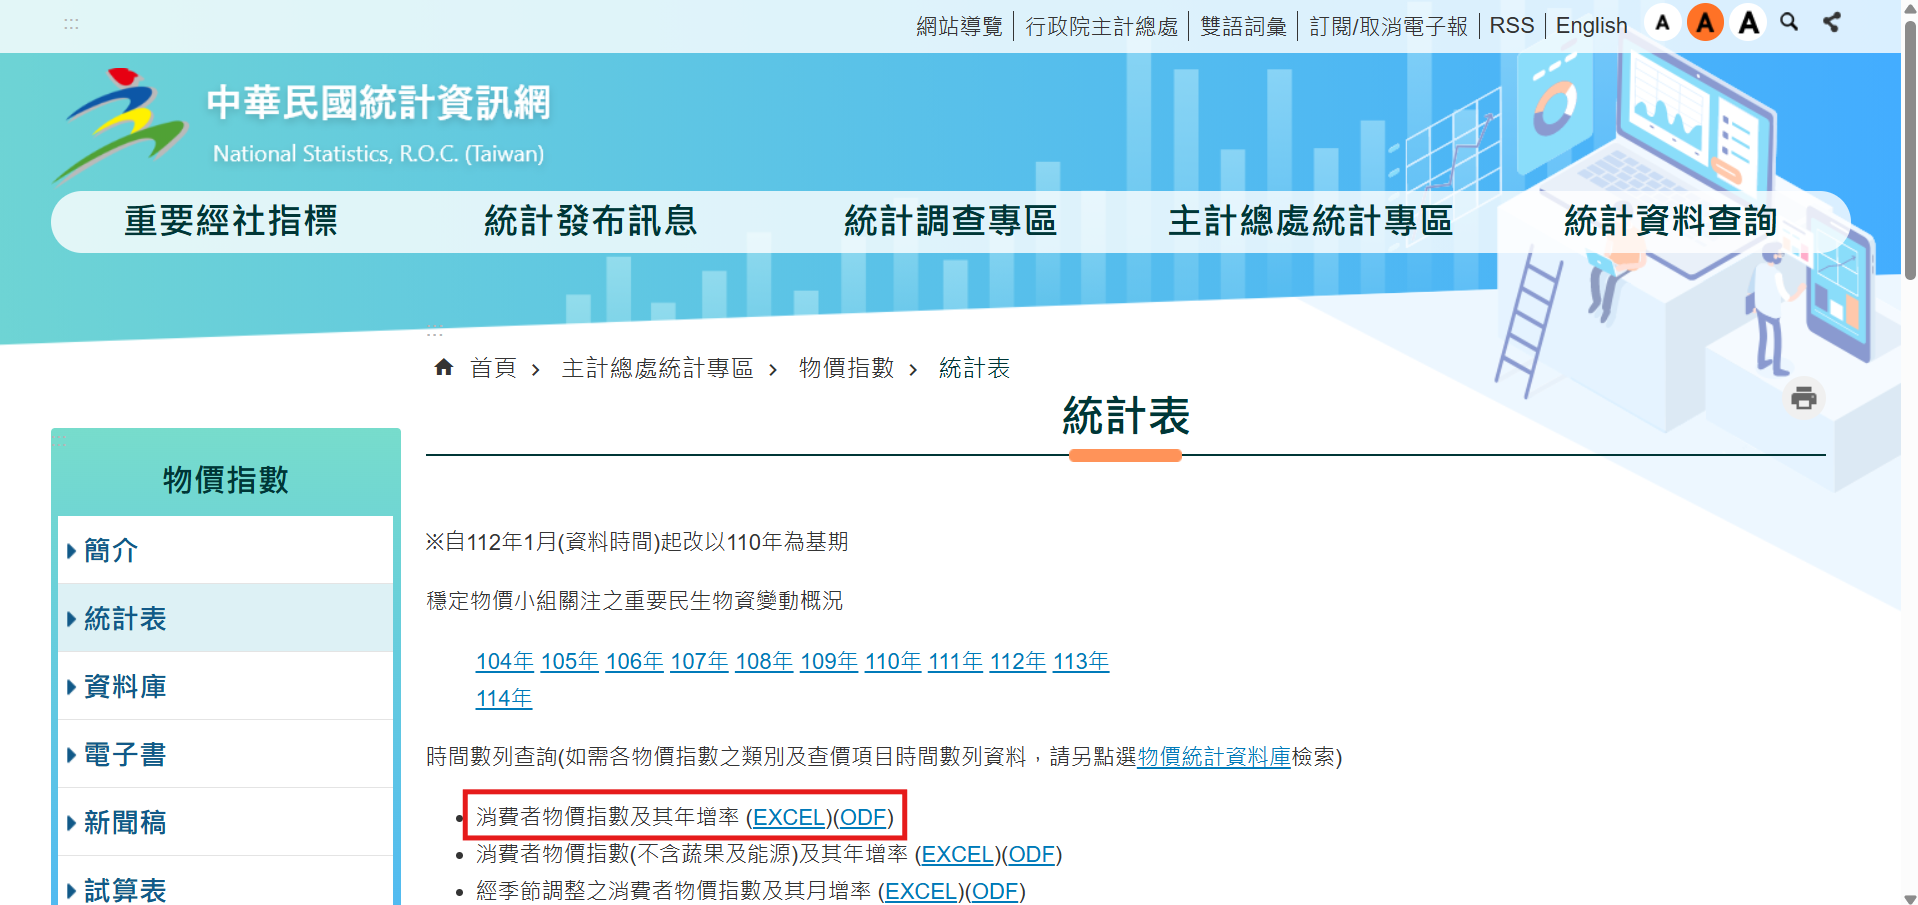 網站導覽 行政院主計總處 雙語詞彙 訂閱/取消電子報 RSS English A A A
中華民國統計資訊網
National Statistics, R.O.C. (Taiwan)
重要經社指標 統計發布訊息 統計調查專區 主計總處統計專區 統計資料查詢
首頁 › 主計總處統計專區 › 物價指數 › 統計表
統計表
物價指數
簡介
統計表
資料庫
電子書
新聞稿
試算表
※自112年1月(資料時間)起改以110年為基期
穩定物價小組關注之重要民生物資變動概況
104年 105年 106年 107年 108年 109年 110年 111年 112年 113年
114年
時間數列查詢(如需各物價指數之類別及查價項目時間數列資料，請另點選物價統計資料庫檢索)
• 消費者物價指數及其年增率 (EXCEL)(ODF)
• 消費者物價指數(不含蔬果及能源)及其年增率 (EXCEL)(ODF)
• 經季節調整之消費者物價指數及其月增率 (EXCEL)(ODF)